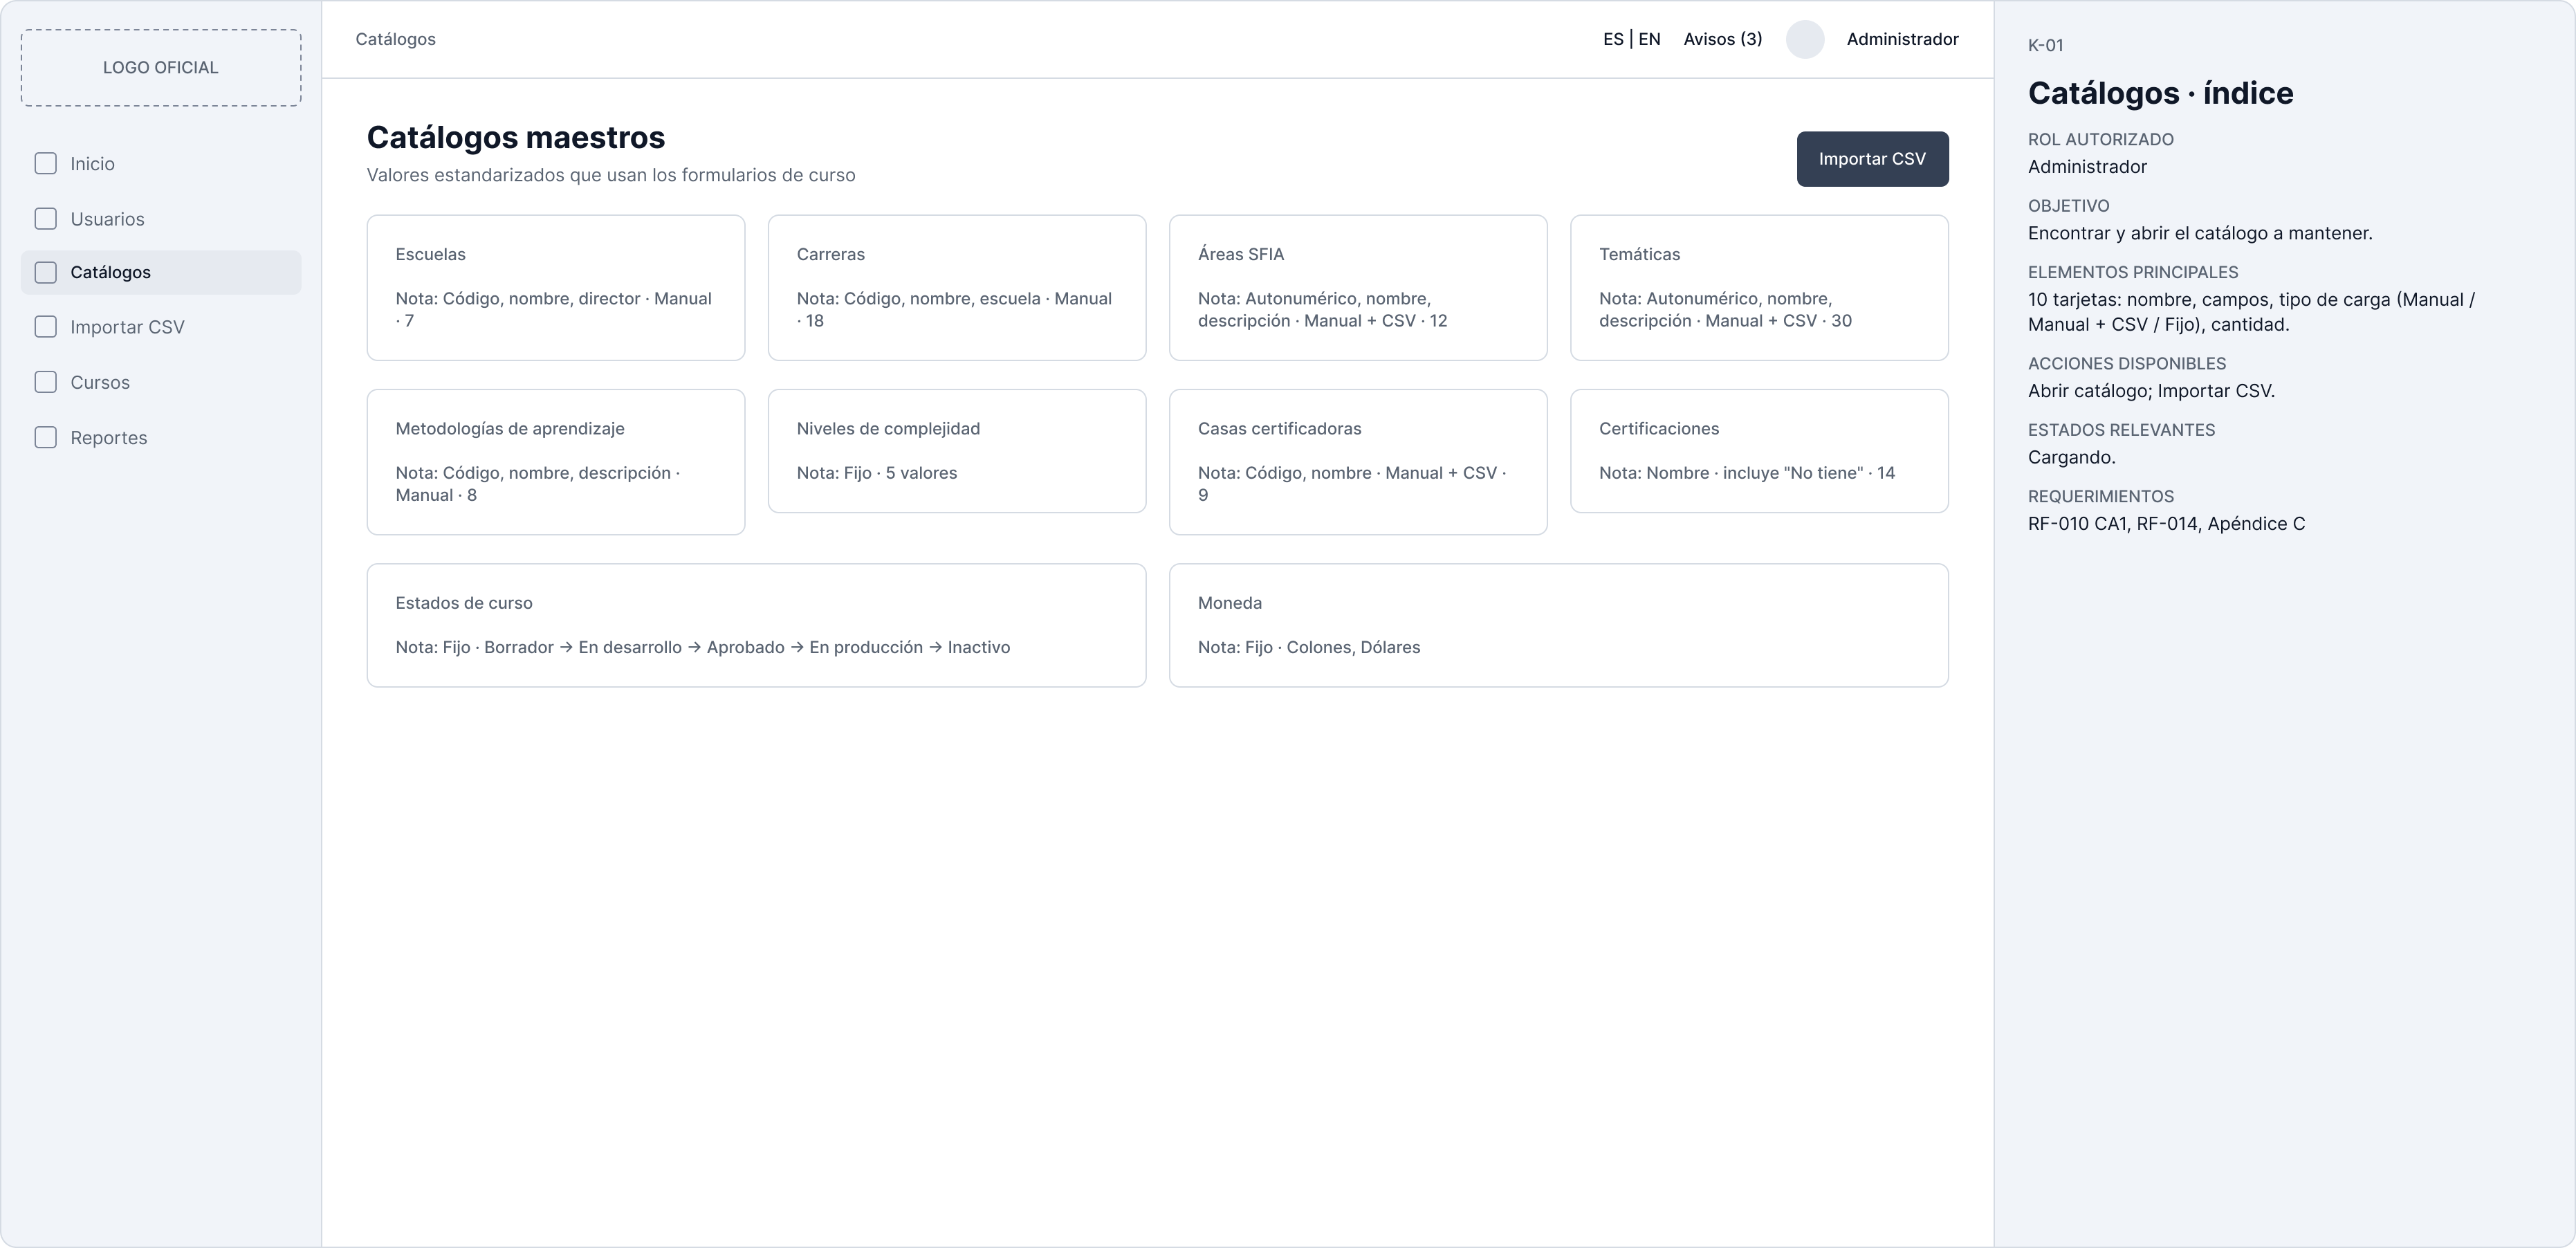 LOGO OFICIAL
Inicio
Usuarios
Catálogos
Importar CSV
Cursos
Reportes
Catálogos
ES | EN
Avisos (3)
Administrador
Catálogos maestros
Valores estandarizados que usan los formularios de curso
Importar CSV
Escuelas
Nota: Código, nombre, director · Manual
· 7
Carreras
Nota: Código, nombre, escuela · Manual
· 18
Áreas SFIA
Nota: Autonumérico, nombre,
descripción · Manual + CSV · 12
Temáticas
Nota: Autonumérico, nombre,
descripción · Manual + CSV · 30
Metodologías de aprendizaje
Nota: Código, nombre, descripción ·
Manual · 8
Niveles de complejidad
Nota: Fijo · 5 valores
Casas certificadoras
Nota: Código, nombre · Manual + CSV ·
9
Certificaciones
Nota: Nombre · incluye "No tiene" · 14
Estados de curso
Nota: Fijo · Borrador → En desarrollo → Aprobado → En producción → Inactivo
Moneda
Nota: Fijo · Colones, Dólares
K-01
Catálogos · índice
ROL AUTORIZADO
Administrador
OBJETIVO
Encontrar y abrir el catálogo a mantener.
ELEMENTOS PRINCIPALES
10 tarjetas: nombre, campos, tipo de carga (Manual /
Manual + CSV / Fijo), cantidad.
ACCIONES DISPONIBLES
Abrir catálogo; Importar CSV.
ESTADOS RELEVANTES
Cargando.
REQUERIMIENTOS
RF-010 CA1, RF-014, Apéndice C